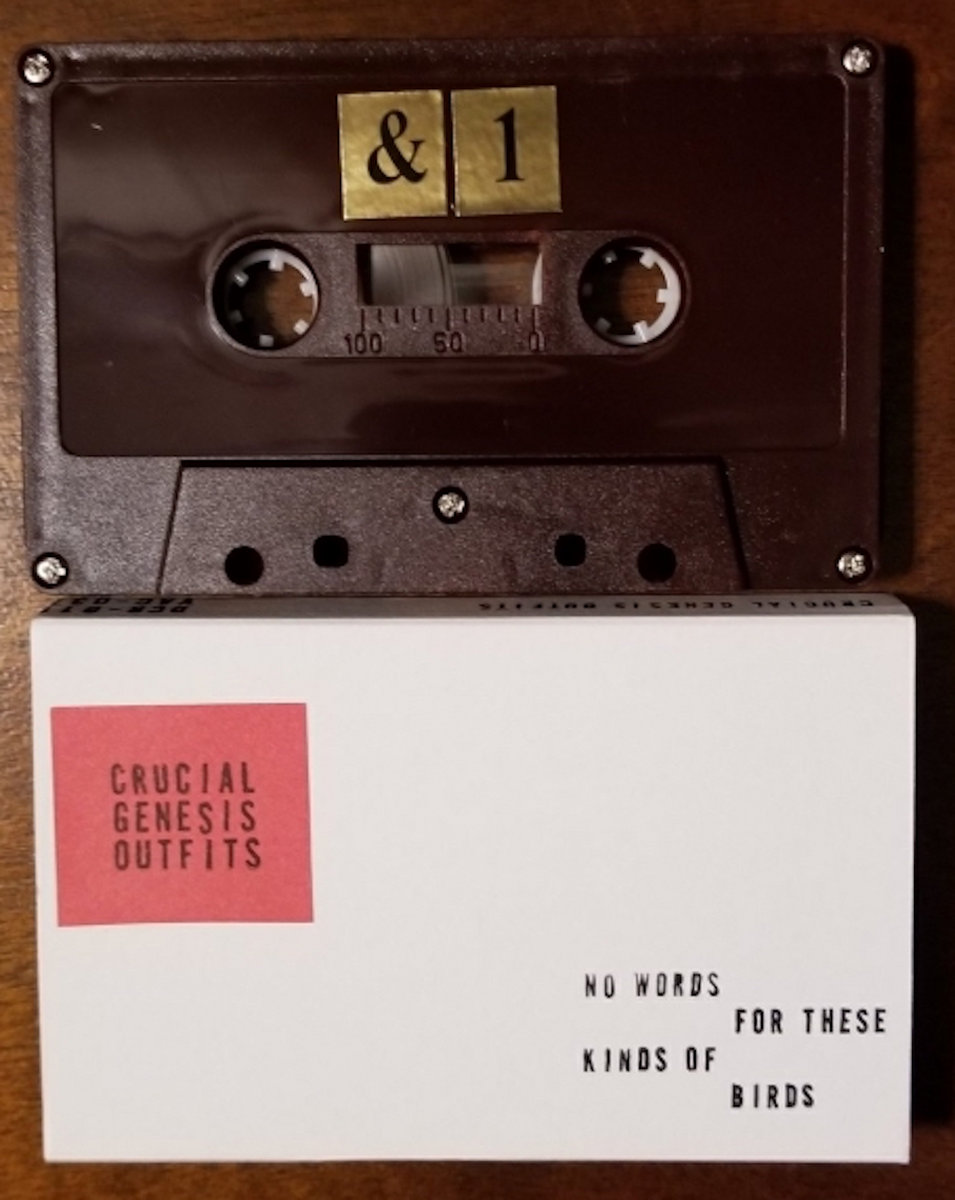 & 1
100 50 0
CRUCIAL GENESIS OUTFITS
CRUCIAL
GENESIS
OUTFITS
NO WORDS
FOR THESE
KINDS OF
BIRDS